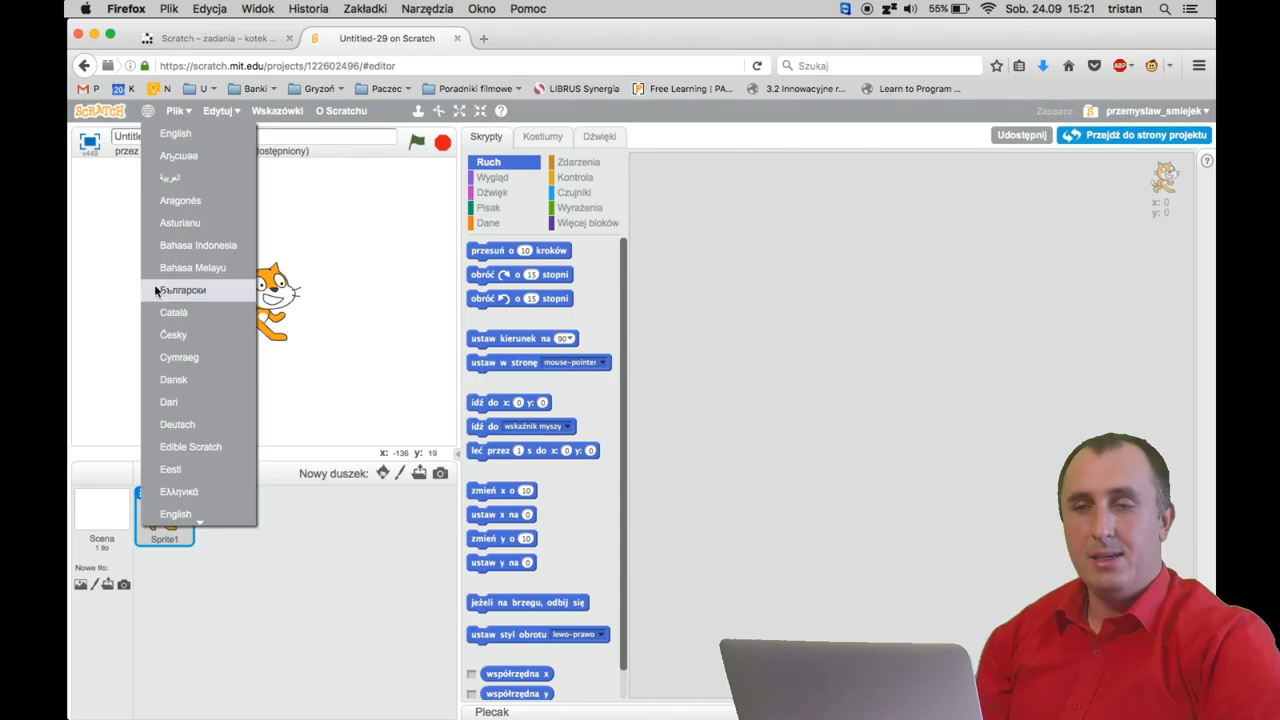 Firefox Plik Edycja Widok Historia Zakładki Narzędzia Okno Pomoc 55% Sob. 24.09 15:21 tristan
Scratch – zadania – kotek ... Untitled-29 on Scratch
https://scratch.mit.edu/projects/122602496/#editor Szukaj
P 20 K N U Banki Gryzoń Paczec Poradniki filmowe LIBRUS Synergia Free Learning | PA... 3.2 Innowacyjne r... Learn to Program ...
SCRATCH Plik Edytuj Wskazówki O Scratchu Zapisano przemyslaw_smiejek
Untitle
przez dostępniony)
v449
Skrypty Kostiumy Dźwięki
Udostępnij Przejdź do strony projektu
English
Аҧсшәа
العربية
Aragonés
Asturianu
Bahasa Indonesia
Bahasa Melayu
Български
Català
Česky
Cymraeg
Dansk
Dari
Deutsch
Edible Scratch
Eesti
Ελληνικά
English
x: -136 y: 19
Nowy duszek:
Scena
1 tło
Sprite1
Nowe tło:
Ruch Zdarzenia
Wygląd Kontrola
Dźwięk Czujniki
Pisak Wyrażenia
Dane Więcej bloków
przesuń o 10 kroków
obróć o 15 stopni
obróć o 15 stopni
ustaw kierunek na 90
ustaw w stronę mouse-pointer
idź do x: 0 y: 0
idź do wskaźnik myszy
leć przez 1 s do x: 0 y: 0
zmień x o 10
ustaw x na 0
zmień y o 10
ustaw y na 0
jeżeli na brzegu, odbij się
ustaw styl obrotu lewo-prawo
współrzędna x
współrzędna y
x: 0
y: 0
Plecak